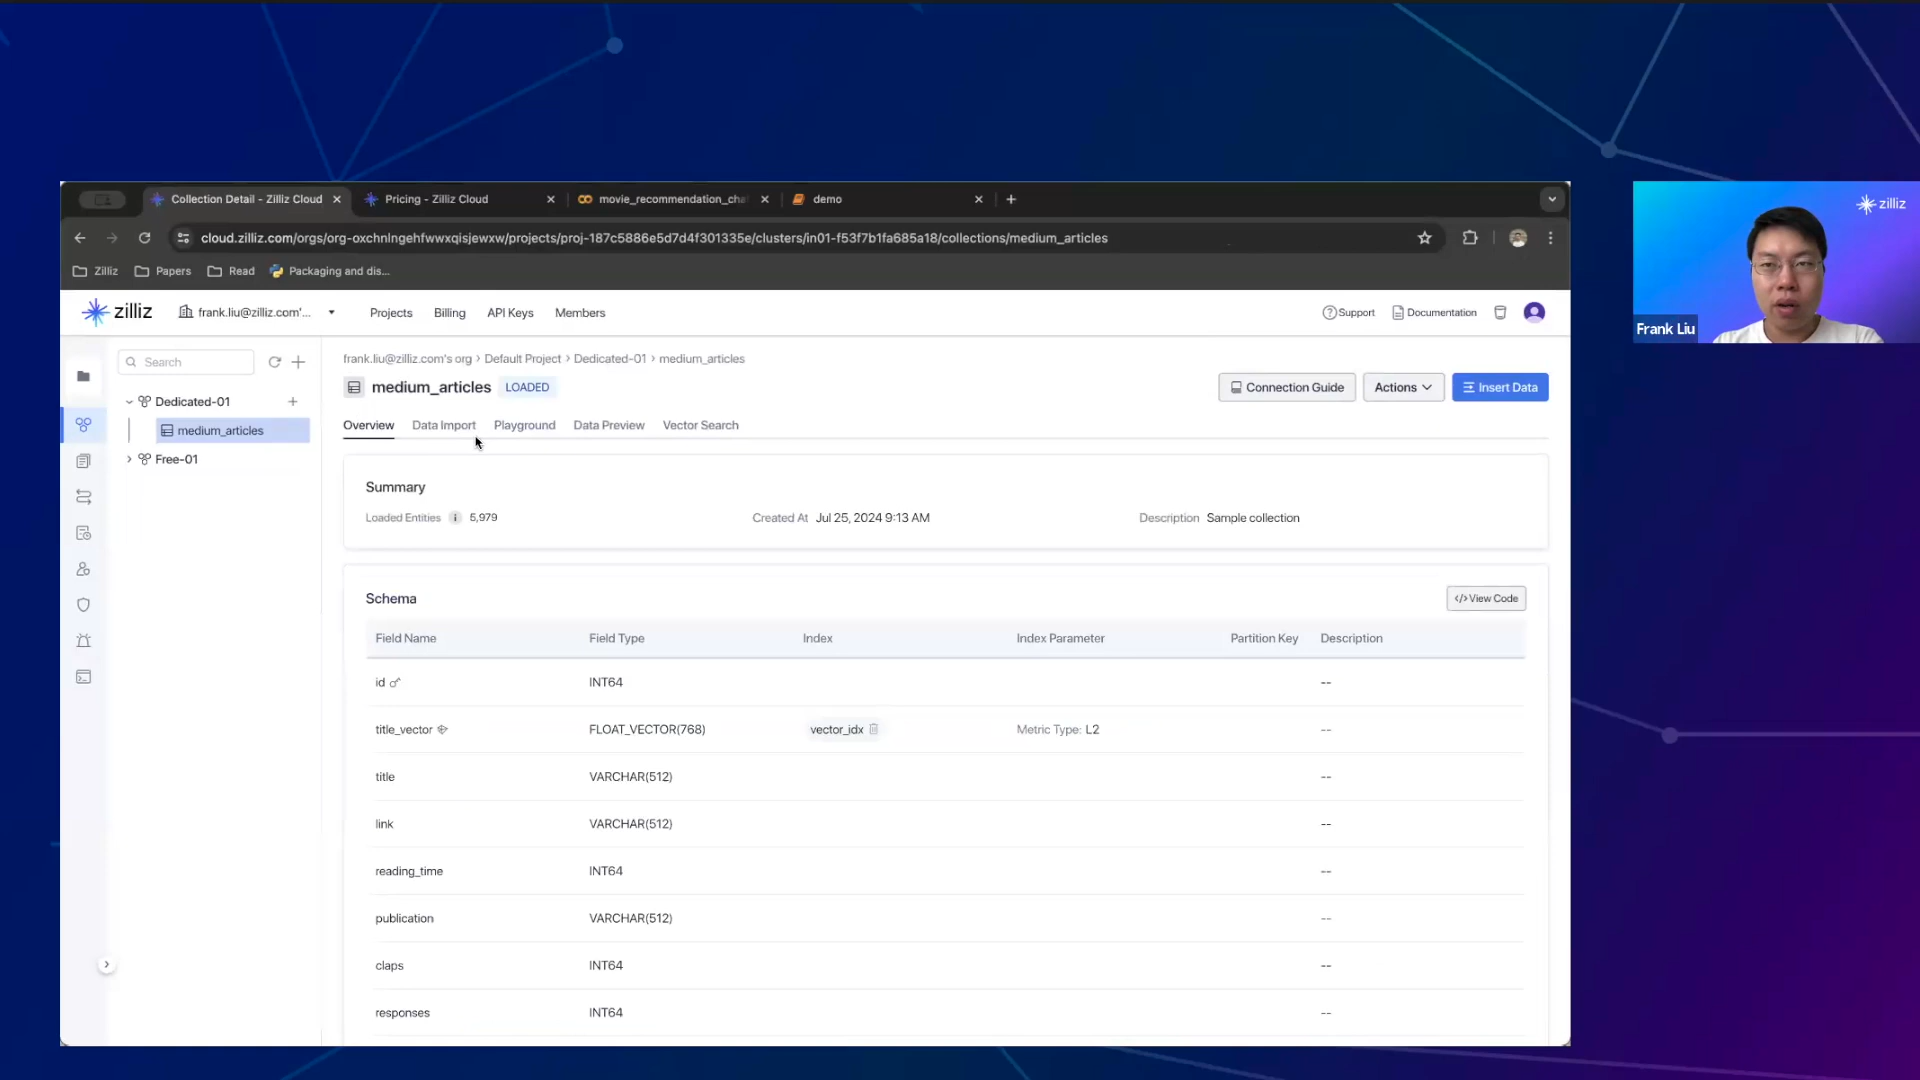 Collection Detail - Zilliz Cloud
Pricing - Zilliz Cloud
movie_recommendation_cha
demo
cloud.zilliz.com/orgs/org-oxchnlngehfwwxqisjewxw/projects/proj-187c5886e5d7d4f301335e/clusters/in01-f53f7b1fa685a18/collections/medium_articles
Zilliz
Papers
Read
Packaging and dis...
zilliz
Frank Liu
zilliz
frank.liu@zilliz.com'...
Projects
Billing
API Keys
Members
Support
Documentation
Search
Dedicated-01
medium_articles
Free-01
frank.liu@zilliz.com's org > Default Project > Dedicated-01 > medium_articles
medium_articles LOADED
Connection Guide
Actions
Insert Data
Overview
Data Import
Playground
Data Preview
Vector Search
Summary
Loaded Entities 5,979
Created At Jul 25, 2024 9:13 AM
Description Sample collection
Schema
</> View Code
Field Name Field Type Index Index Parameter Partition Key Description
id INT64 --
title_vector FLOAT_VECTOR(768) vector_idx Metric Type: L2 --
title VARCHAR(512) --
link VARCHAR(512) --
reading_time INT64 --
publication VARCHAR(512) --
claps INT64 --
responses INT64 --